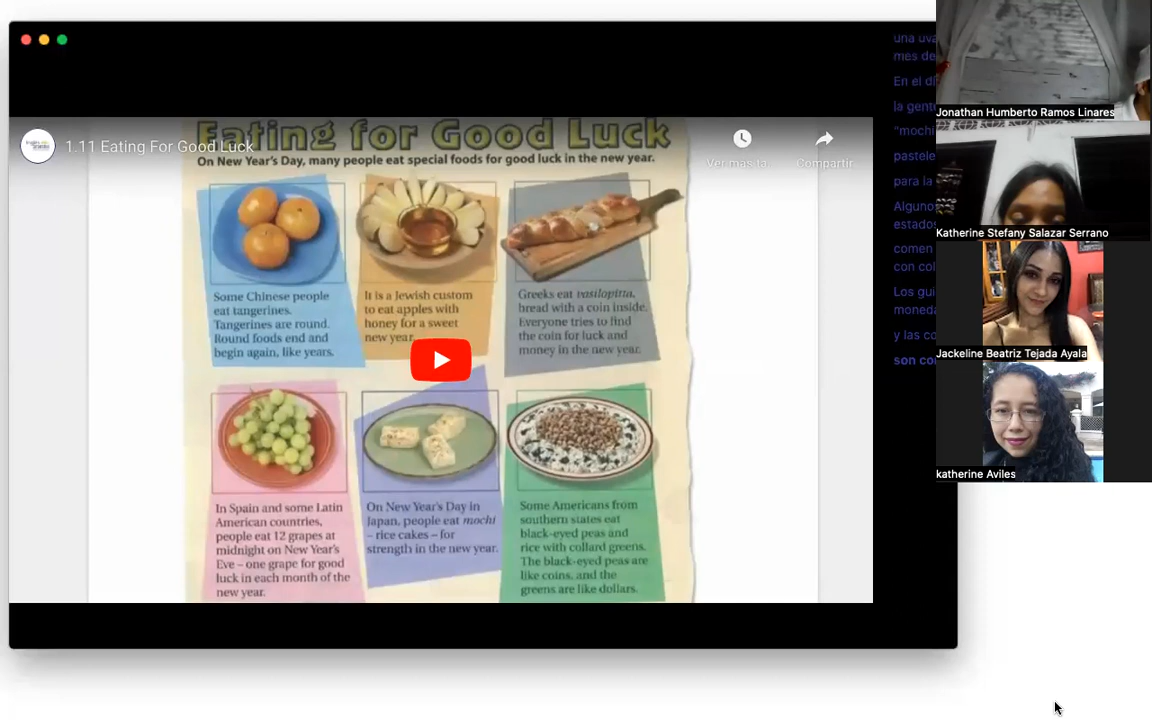 1.11 Eating For Good Luck
Ver más ta
Compartir
Eating for Good Luck
On New Year's Day, many people eat special foods for good luck in the new year.
Some Chinese people
eat tangerines.
Tangerines are round.
Round foods end and
begin again, like years.
It is a Jewish custom
to eat apples with
honey for a sweet
new year.
Greeks eat vasilopitta,
bread with a coin inside.
Everyone tries to find
the coin for luck and
money in the new year.
In Spain and some Latin
American countries,
people eat 12 grapes at
midnight on New Year's
Eve – one grape for good
luck in each month of the
new year.
On New Year's Day in
Japan, people eat mochi
– rice cakes – for
strength in the new year.
Some Americans from
southern states eat
black-eyed peas and
rice with collard greens.
The black-eyed peas are
like coins, and the
greens are like dollars.
una uva
mes de
En el dí
la gente
"mochi
pastele
para la
Alguno
estados
comen
con col
Los gui
moneda
y las co
son co
Jonathan Humberto Ramos Linares
Katherine Stefany Salazar Serrano
Jackeline Beatriz Tejada Ayala
katherine Aviles